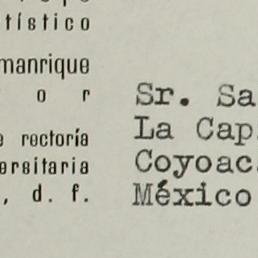 tístico
manrique
o r
rectoría
ersitaria
, d. f.
Sr. Sa
La Cap
Coyoac
México